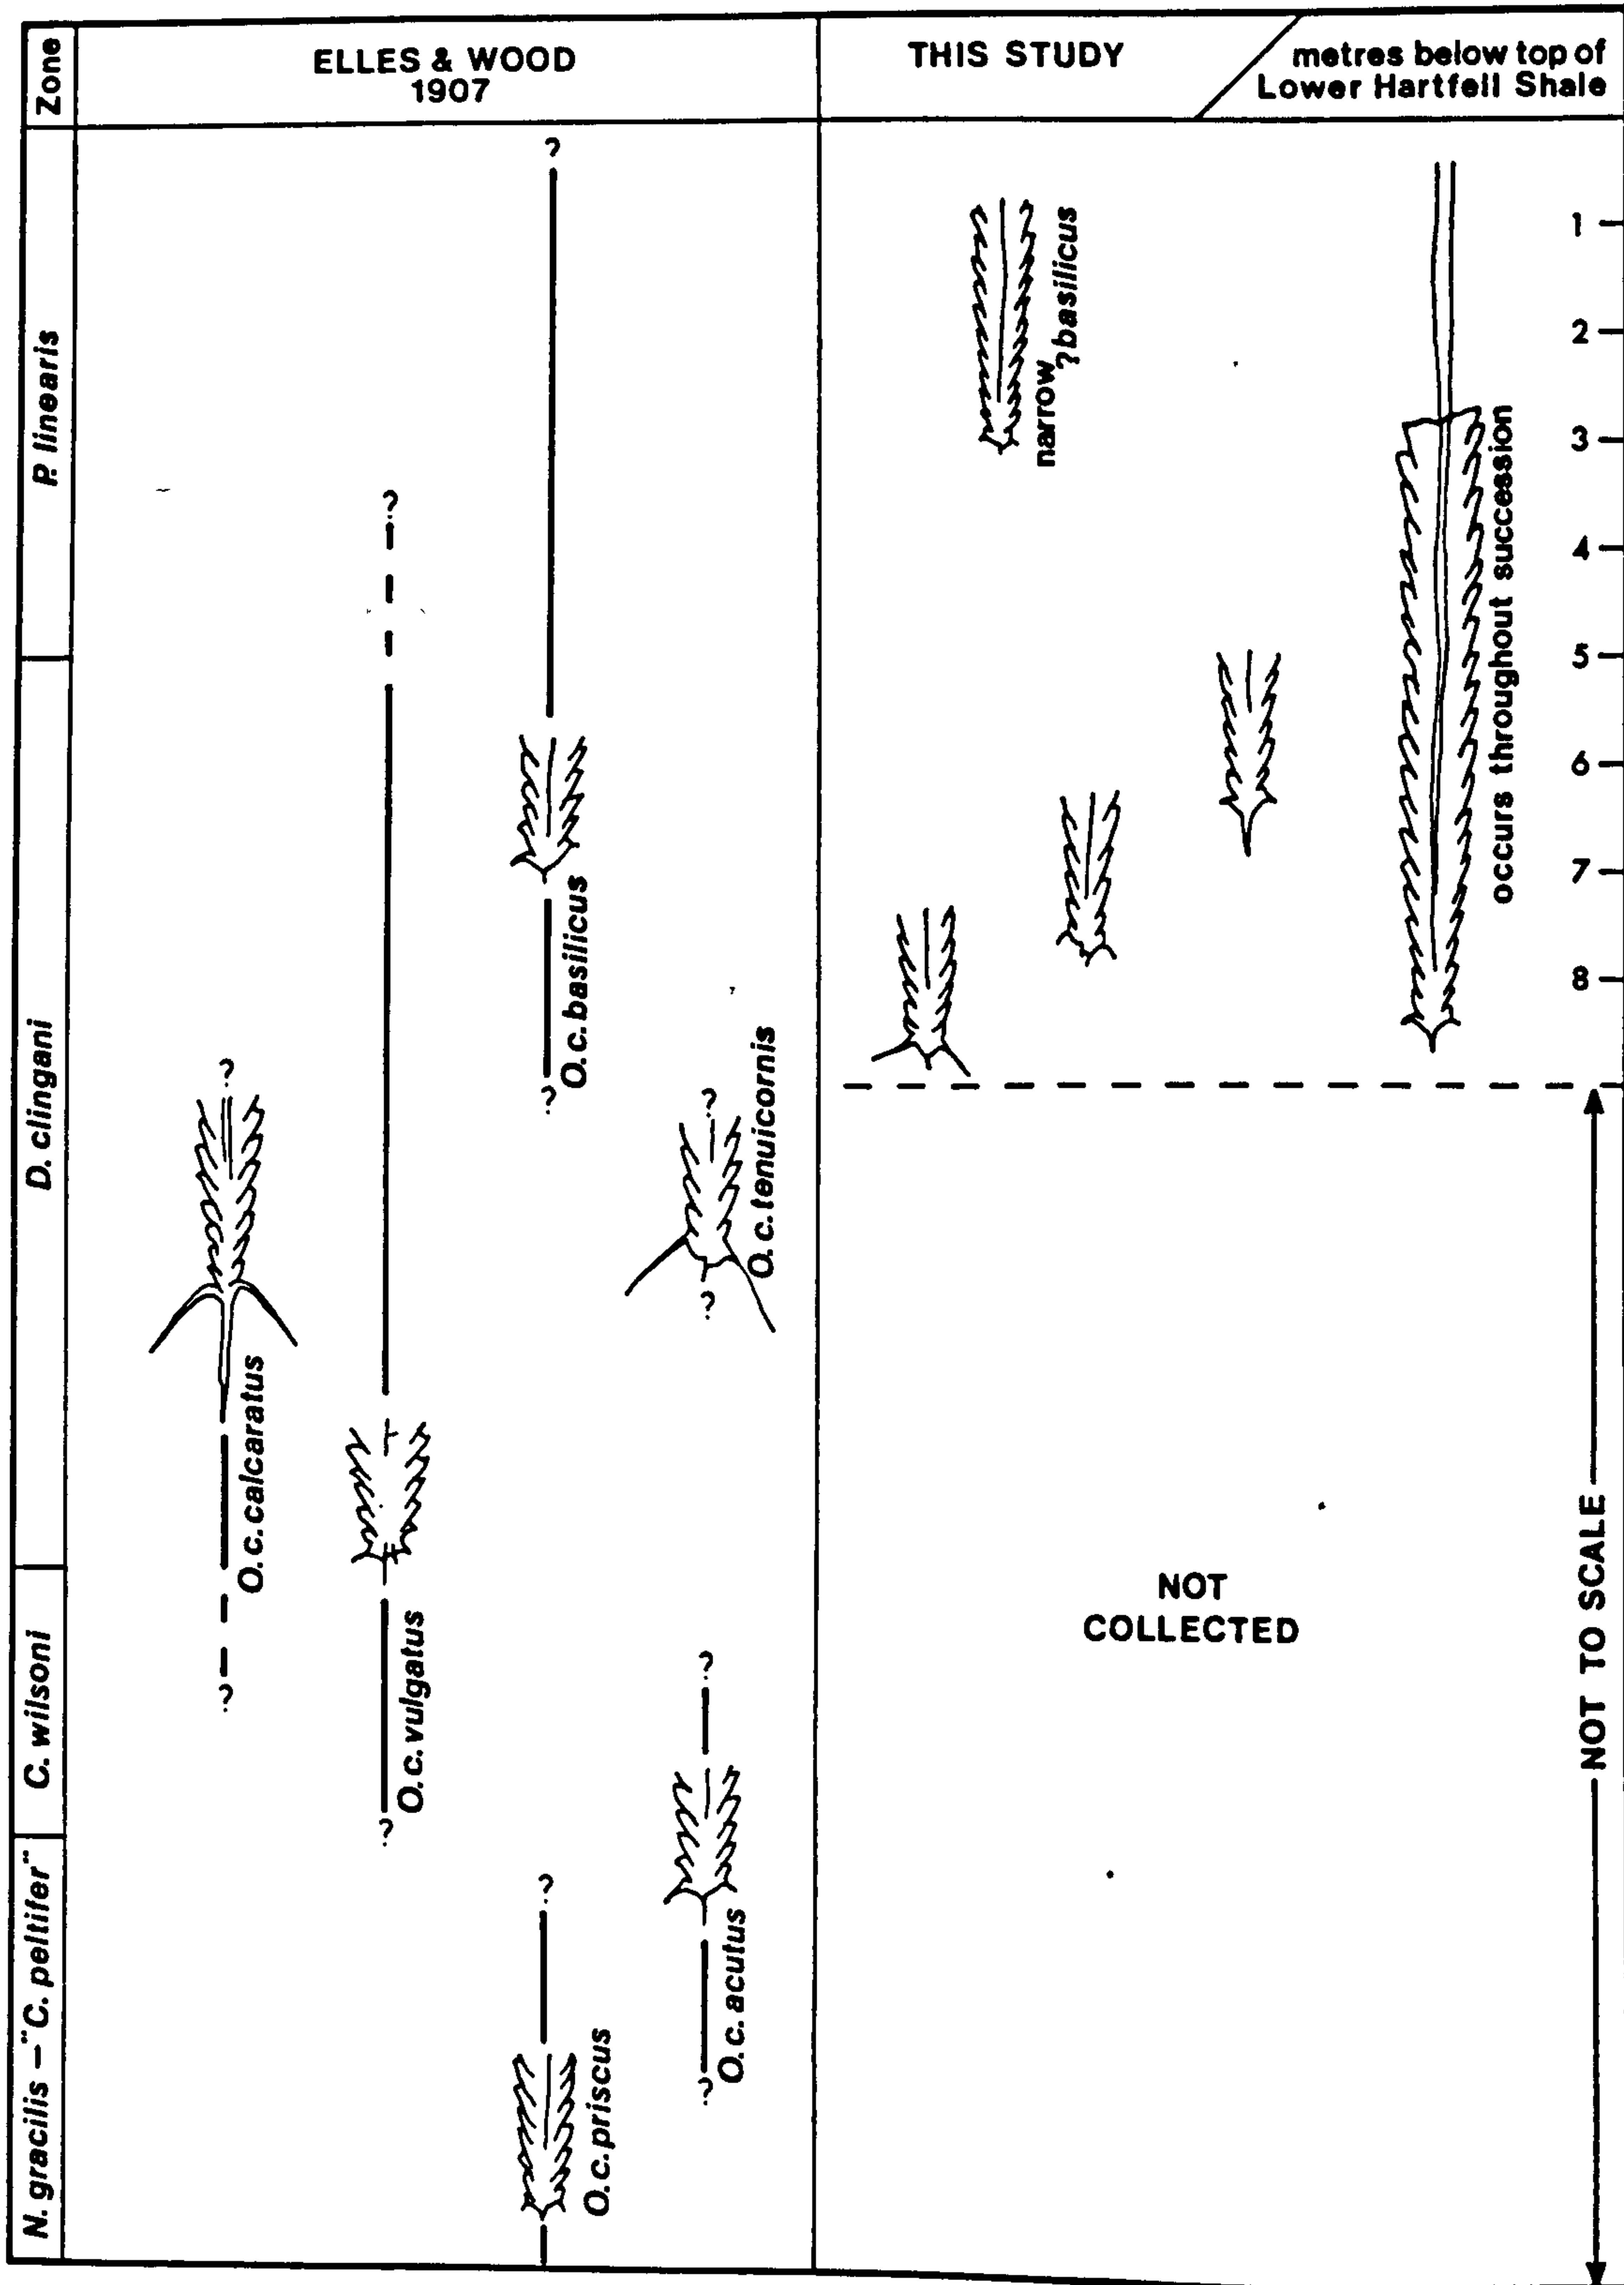 Zone
ELLES & WOOD
1907
THIS STUDY
metres below top of
Lower Hartfell Shale
P. linearis
D. clingani
C. wilsoni
N. gracilis – "C. peltifer"
?
?
?
O.c.calcaratus
?
?
O.c.vulgatus
?
?
O.c.basilicus
?
?
O.c.tenuicornis
?
?
O.c.priscus
?
O.c.acutus
?
narrow
?basilicus
occurs throughout succession
1
2
3
4
5
6
7
8
NOT
COLLECTED
NOT TO SCALE